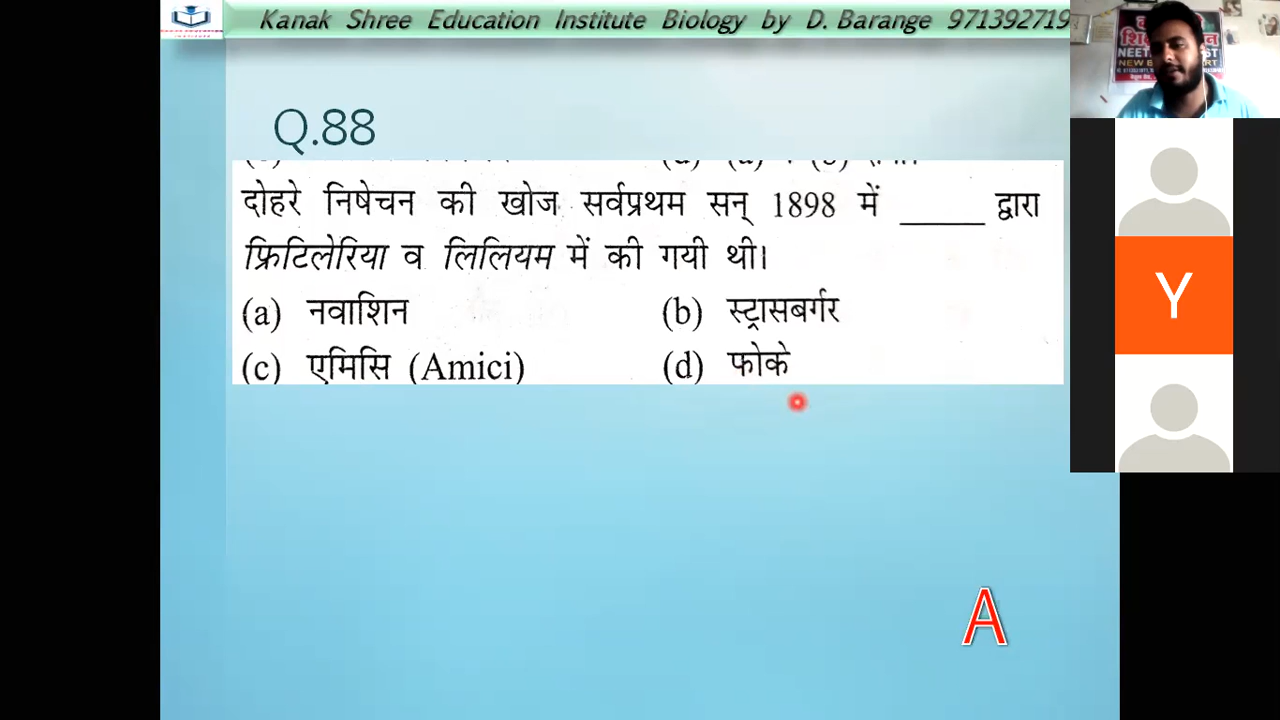 Kanak Shree Education Institute Biology by D. Barange 971392719
Q.88
दोहरे निषेचन की खोज सर्वप्रथम सन् 1898 में _____ द्वारा
फ्रिटिलेरिया व लिलियम में की गयी थी।
(a) नवाशिन (b) स्ट्रासबर्गर
(c) एमिसि (Amici) (d) फोके
A
Y